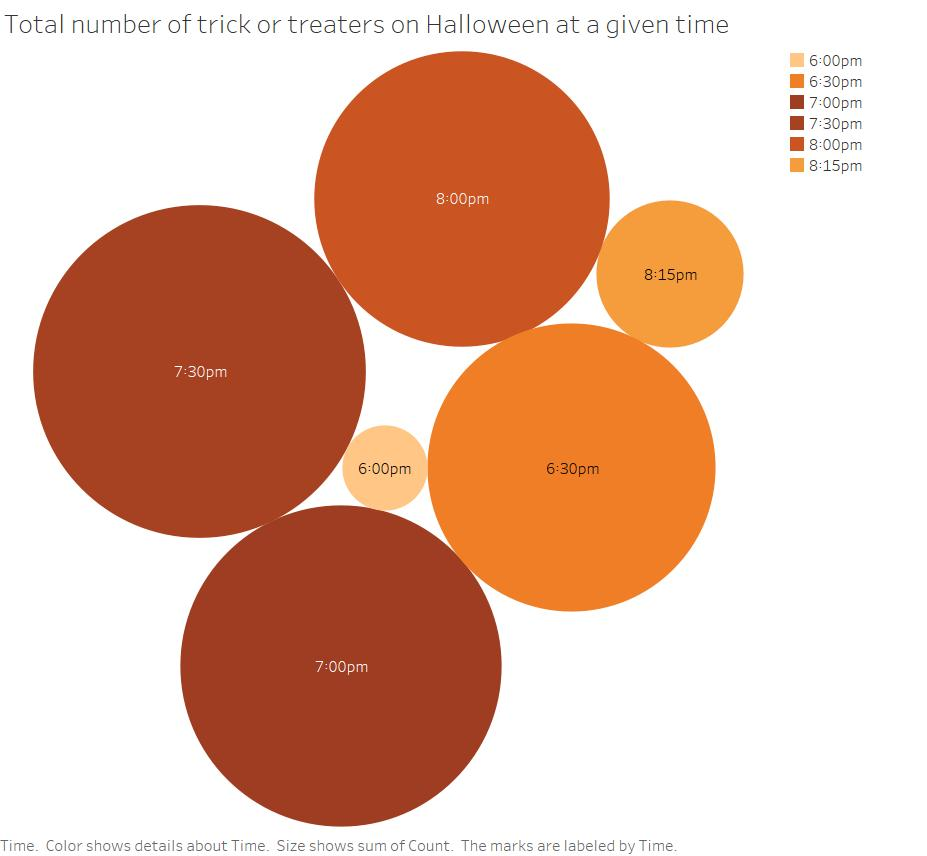 Total number of trick or treaters on Halloween at a given time
6:00pm
6:30pm
7:00pm
7:30pm
8:00pm
8:15pm
8:00pm
8:15pm
7:30pm
6:00pm
6:30pm
7:00pm
Time.  Color shows details about Time.  Size shows sum of Count.  The marks are labeled by Time.